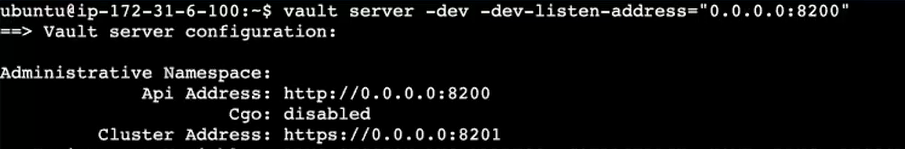 ubuntu@ip-172-31-6-100:~$ vault server -dev -dev-listen-address="0.0.0.0:8200"
==> Vault server configuration:
Administrative Namespace:
Api Address: http://0.0.0.0:8200
Cgo: disabled
Cluster Address: https://0.0.0.0:8201